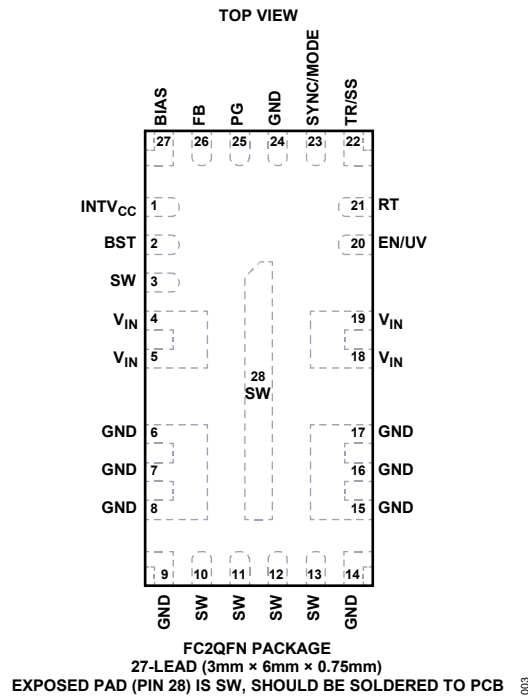 TOP VIEW
BIAS FB PG GND SYNC/MODE TR/SS
27 26 25 24 23 22
INTVCC 1 21 RT
BST 2 20 EN/UV
SW 3
VIN 4 19 VIN
VIN 5 18 VIN
28
SW
GND 6 17 GND
GND 7 16 GND
GND 8 15 GND
9 10 11 12 13 14
GND SW SW SW SW GND
FC2QFN PACKAGE
27-LEAD (3mm × 6mm × 0.75mm)
EXPOSED PAD (PIN 28) IS SW, SHOULD BE SOLDERED TO PCB
003